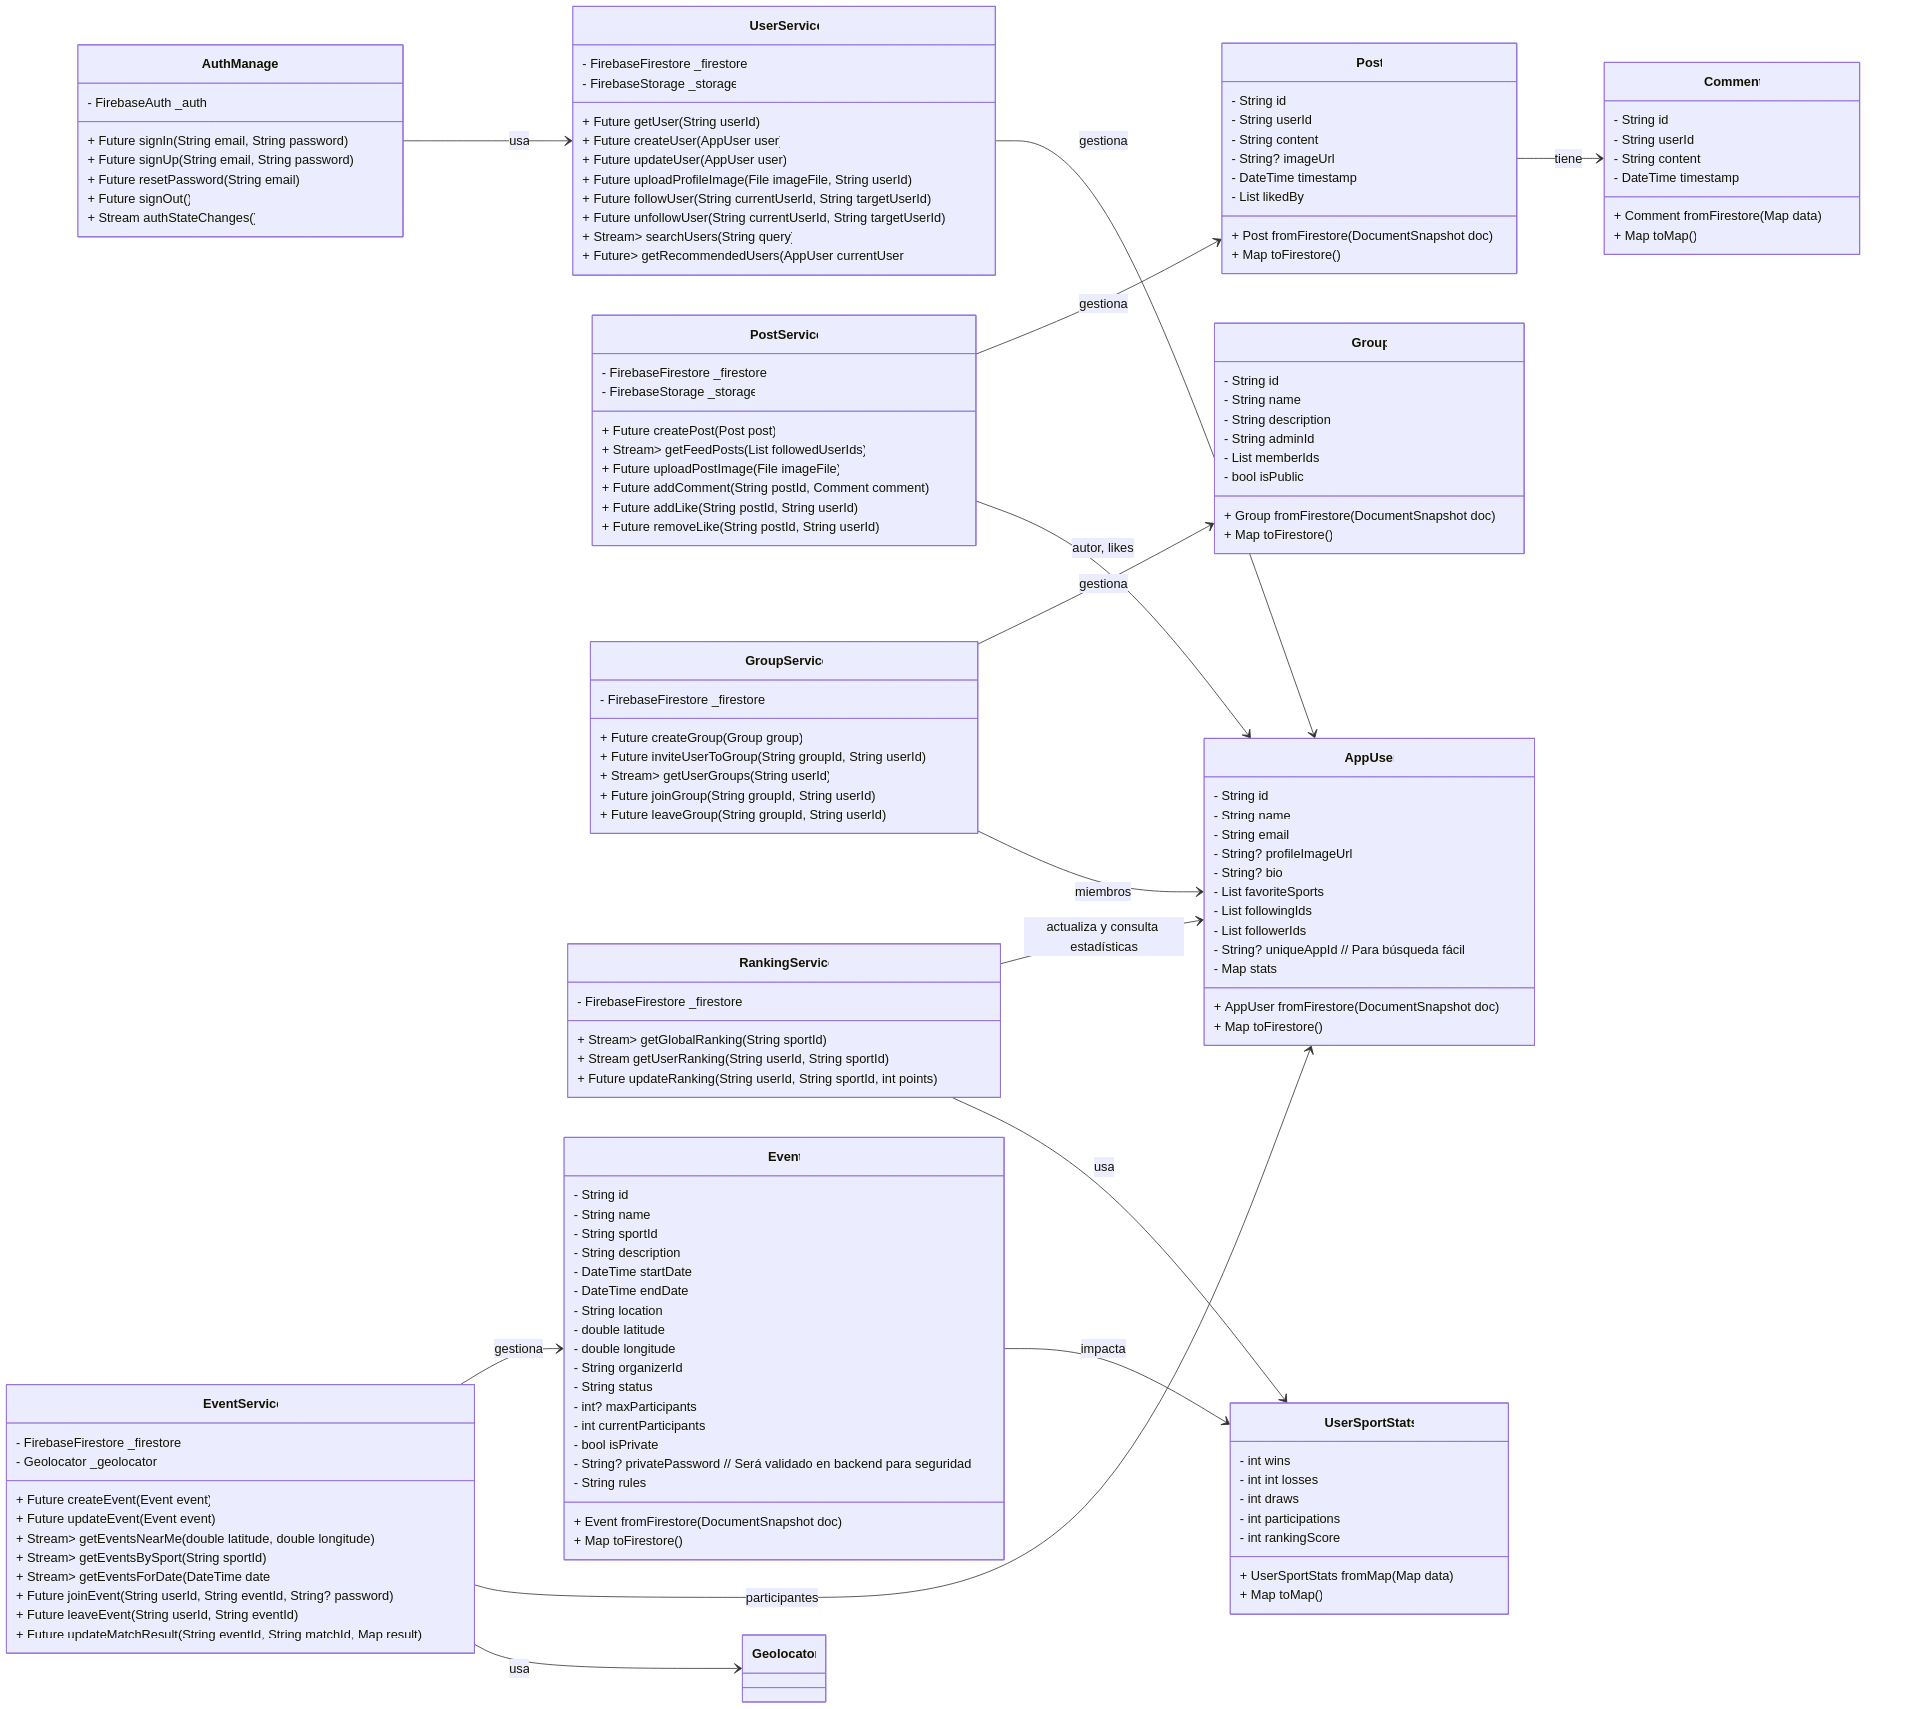 AuthManage
- FirebaseAuth _auth
+ Future signIn(String email, String password)
+ Future signUp(String email, String password)
+ Future resetPassword(String email)
+ Future signOut()
+ Stream authStateChanges()
usa
UserService
- FirebaseFirestore _firestore
- FirebaseStorage _storage
+ Future getUser(String userId)
+ Future createUser(AppUser user)
+ Future updateUser(AppUser user)
+ Future uploadProfileImage(File imageFile, String userId)
+ Future followUser(String currentUserId, String targetUserId)
+ Future unfollowUser(String currentUserId, String targetUserId)
+ Stream> searchUsers(String query)
+ Future> getRecommendedUsers(AppUser currentUser
gestiona
Post
- String id
- String userId
- String content
- String? imageUrl
- DateTime timestamp
- List likedBy
+ Post fromFirestore(DocumentSnapshot doc)
+ Map toFirestore()
tiene
Comment
- String id
- String userId
- String content
- DateTime timestamp
+ Comment fromFirestore(Map data)
+ Map toMap()
PostService
- FirebaseFirestore _firestore
- FirebaseStorage _storage
+ Future createPost(Post post)
+ Stream> getFeedPosts(List followedUserIds)
+ Future uploadPostImage(File imageFile)
+ Future addComment(String postId, Comment comment)
+ Future addLike(String postId, String userId)
+ Future removeLike(String postId, String userId)
gestiona
autor, likes
Group
- String id
- String name
- String description
- String adminId
- List memberIds
- bool isPublic
+ Group fromFirestore(DocumentSnapshot doc)
+ Map toFirestore()
gestiona
GroupService
- FirebaseFirestore _firestore
+ Future createGroup(Group group)
+ Future inviteUserToGroup(String groupId, String userId)
+ Stream> getUserGroups(String userId)
+ Future joinGroup(String groupId, String userId)
+ Future leaveGroup(String groupId, String userId)
miembros
AppUse
- String id
- String name
- String email
- String? profileImageUrl
- String? bio
- List favoriteSports
- List followingIds
- List followerIds
- String? uniqueAppId // Para búsqueda fácil
- Map stats
+ AppUser fromFirestore(DocumentSnapshot doc)
+ Map toFirestore()
actualiza y consulta
estadísticas
RankingService
- FirebaseFirestore _firestore
+ Stream> getGlobalRanking(String sportId)
+ Stream getUserRanking(String userId, String sportId)
+ Future updateRanking(String userId, String sportId, int points)
usa
Event
- String id
- String name
- String sportId
- String description
- DateTime startDate
- DateTime endDate
- String location
- double latitude
- double longitude
- String organizerId
- String status
- int? maxParticipants
- int currentParticipants
- bool isPrivate
- String? privatePassword // Será validado en backend para seguridad
- String rules
+ Event fromFirestore(DocumentSnapshot doc)
+ Map toFirestore()
gestiona
impacta
EventService
- FirebaseFirestore _firestore
- Geolocator _geolocator
+ Future createEvent(Event event)
+ Future updateEvent(Event event)
+ Stream> getEventsNearMe(double latitude, double longitude)
+ Stream> getEventsBySport(String sportId)
+ Stream> getEventsForDate(DateTime date
+ Future joinEvent(String userId, String eventId, String? password)
+ Future leaveEvent(String userId, String eventId)
+ Future updateMatchResult(String eventId, String matchId, Map result)
participantes
usa
Geolocator
UserSportStats
- int wins
- int int losses
- int draws
- int participations
- int rankingScore
+ UserSportStats fromMap(Map data)
+ Map toMap()